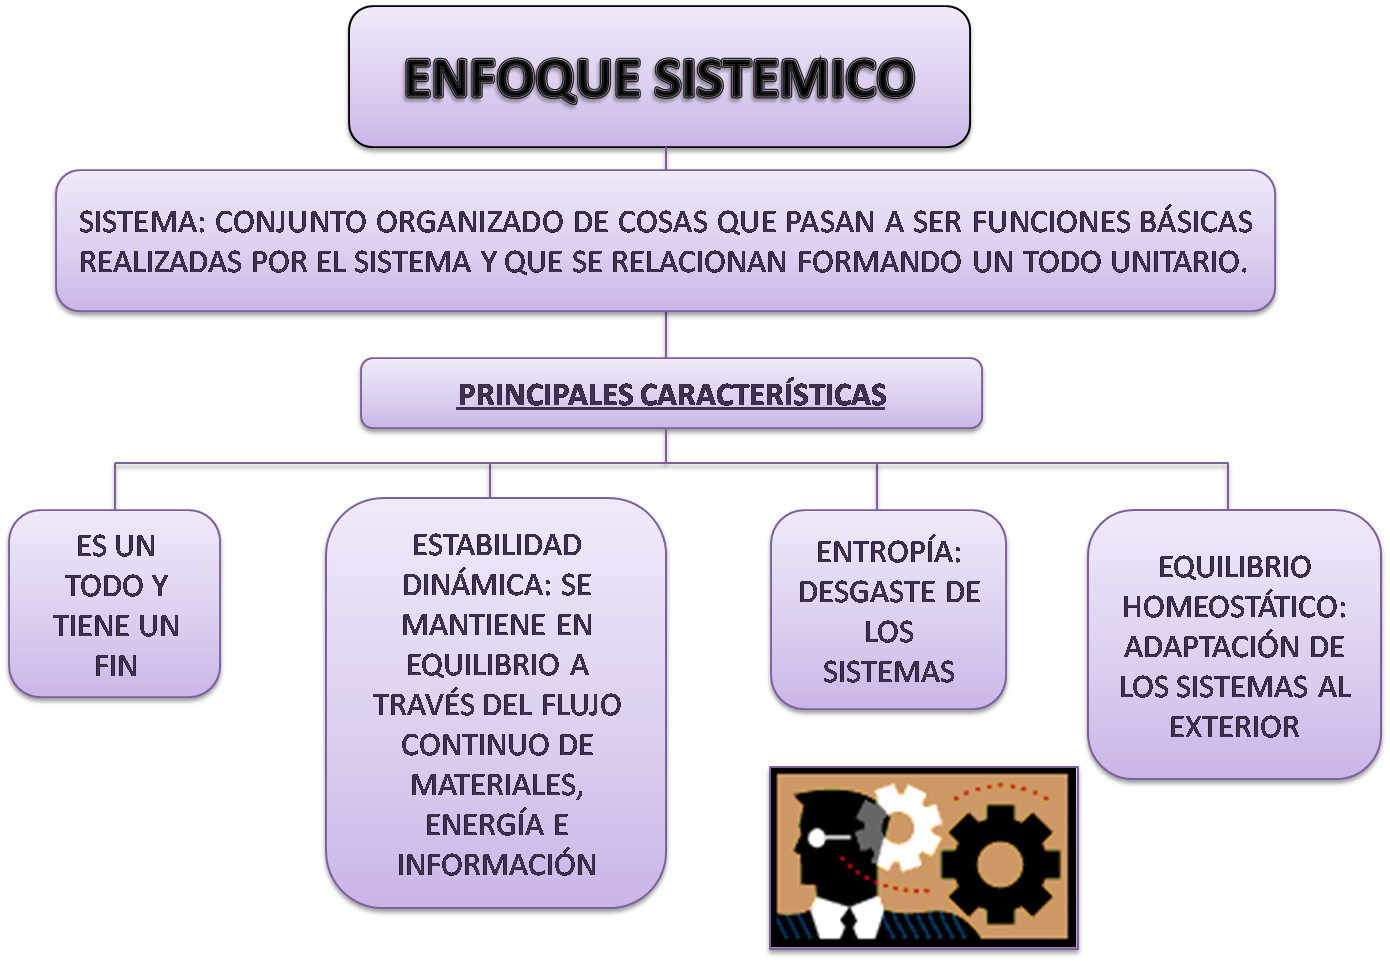 ENFOQUE SISTEMICO
SISTEMA: CONJUNTO ORGANIZADO DE COSAS QUE PASAN A SER FUNCIONES BÁSICAS
REALIZADAS POR EL SISTEMA Y QUE SE RELACIONAN FORMANDO UN TODO UNITARIO.
PRINCIPALES CARACTERÍSTICAS
ES UN
TODO Y
TIENE UN
FIN
ESTABILIDAD
DINÁMICA: SE
MANTIENE EN
EQUILIBRIO A
TRAVÉS DEL FLUJO
CONTINUO DE
MATERIALES,
ENERGÍA E
INFORMACIÓN
ENTROPÍA:
DESGASTE DE
LOS
SISTEMAS
EQUILIBRIO
HOMEOSTÁTICO:
ADAPTACIÓN DE
LOS SISTEMAS AL
EXTERIOR